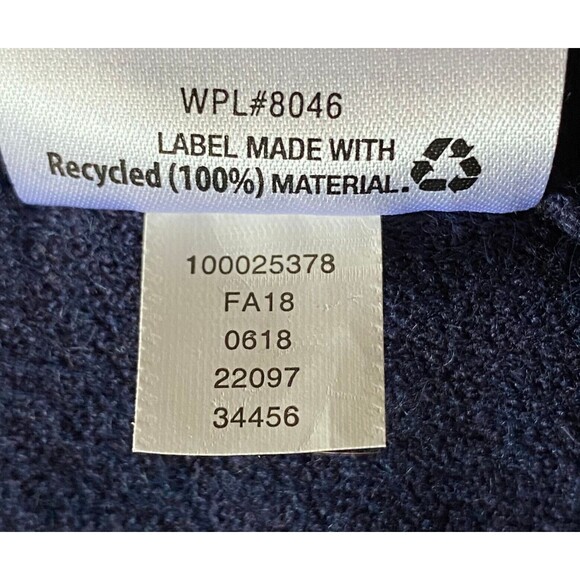 WPL#8046
LABEL MADE WITH
Recycled (100%) MATERIAL.
100025378
FA18
0618
22097
34456